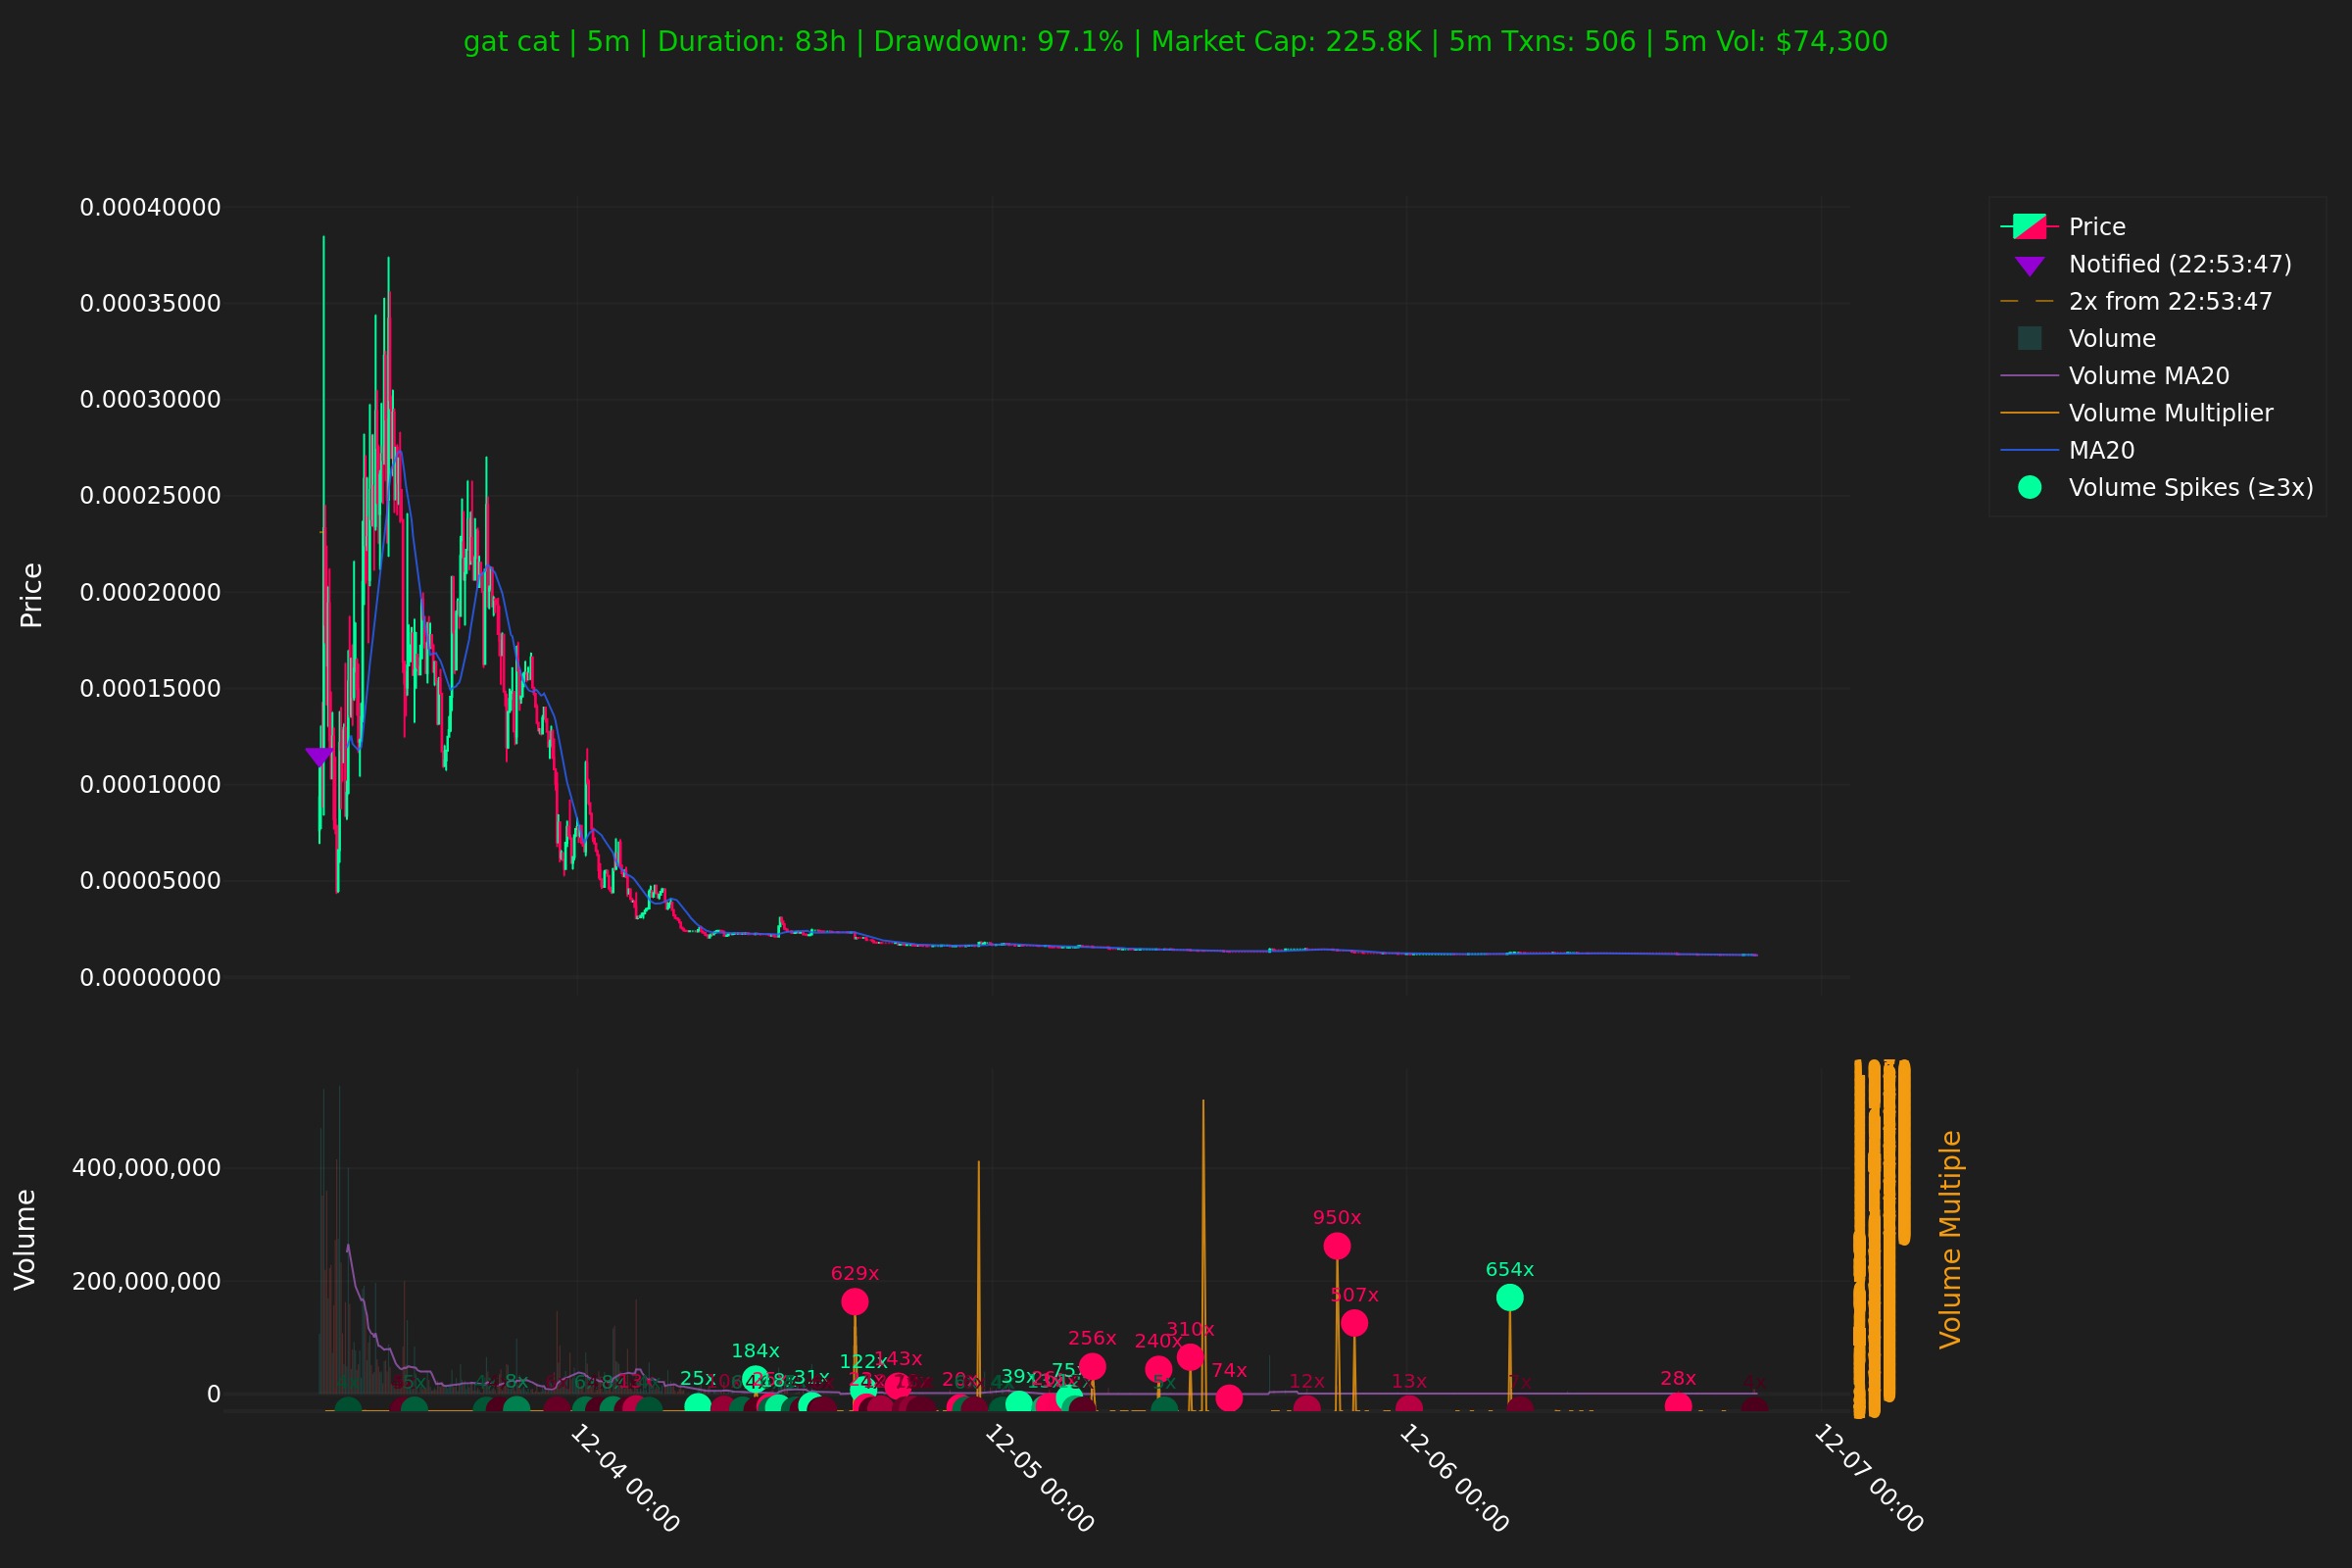 gat cat | 5m | Duration: 83h | Drawdown: 97.1% | Market Cap: 225.8K | 5m Txns: 506 | 5m Vol: $74,300
0.00040000
0.00035000
0.00030000
0.00025000
0.00020000
0.00015000
0.00010000
0.00005000
0.00000000
Price
Price
Notified (22:53:47)
2x from 22:53:47
Volume
Volume MA20
Volume Multiplier
MA20
Volume Spikes (≥3x)
400,000,000
200,000,000
0
Volume
Volume Multiple
25x
184x
31x
629x
122x
143x
20x
39x
75x
256x
240x
310x
74x
950x
507x
12x
13x
654x
7x
28x
12-04 00:00
12-05 00:00
12-06 00:00
12-07 00:00